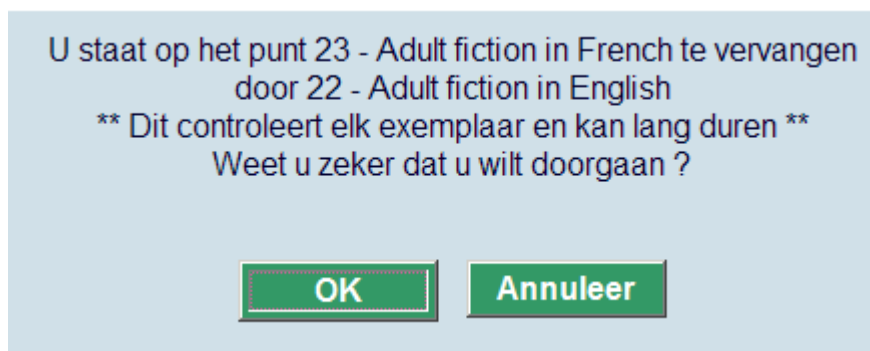 U staat op het punt 23 - Adult fiction in French te vervangen
door 22 - Adult fiction in English
** Dit controleert elk exemplaar en kan lang duren **
Weet u zeker dat u wilt doorgaan ?
OK Annuleer